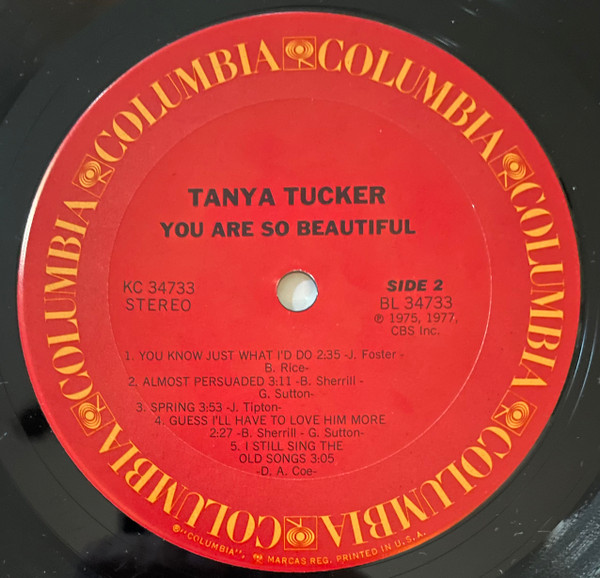 COLUMBIA COLUMBIA COLUMBIA COLUMBIA COLUMBIA COLUMBIA COLUMBIA COLUMBIA
TANYA TUCKER
YOU ARE SO BEAUTIFUL
KC 34733
STEREO
SIDE 2
BL 34733
℗ 1975, 1977,
CBS Inc.
1. YOU KNOW JUST WHAT I'D DO 2:35 -J. Foster -
B. Rice-
2. ALMOST PERSUADED 3:11 -B. Sherrill -
G. Sutton-
3. SPRING 3:53 -J. Tipton-
4. GUESS I'LL HAVE TO LOVE HIM MORE
2:27 -B. Sherrill - G. Sutton-
5. I STILL SING THE
OLD SONGS 3:05
-D. A. Coe-
®"COLUMBIA", MARCAS REG. PRINTED IN U.S.A.